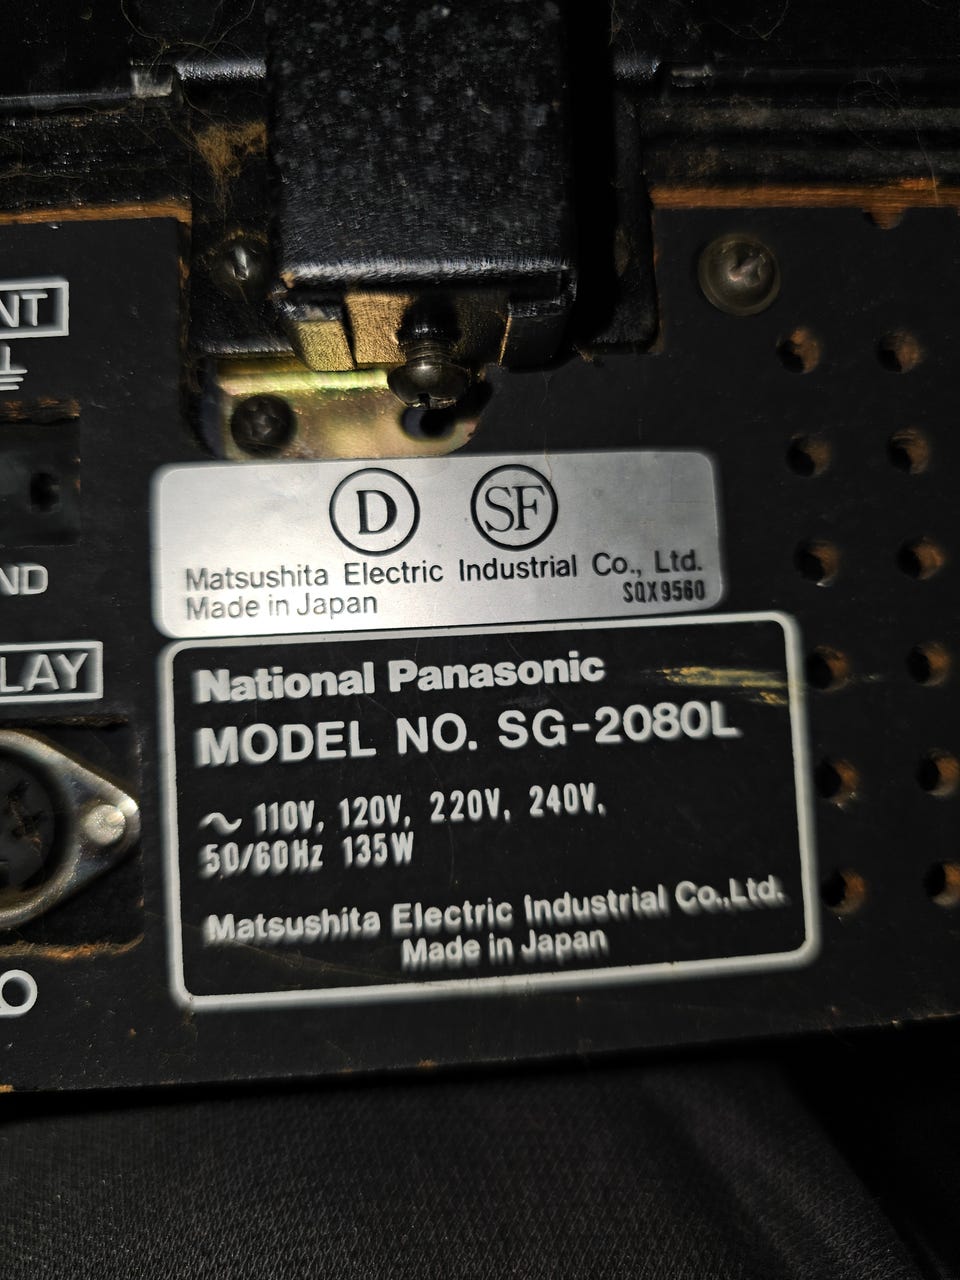 NT
ND
LAY
D SF
Matsushita Electric Industrial Co., Ltd.
Made in Japan SQX9560
National Panasonic
MODEL NO. SG-2080L
~ 110V, 120V, 220V, 240V,
50/60Hz 135W
Matsushita Electric Industrial Co.,Ltd.
Made in Japan